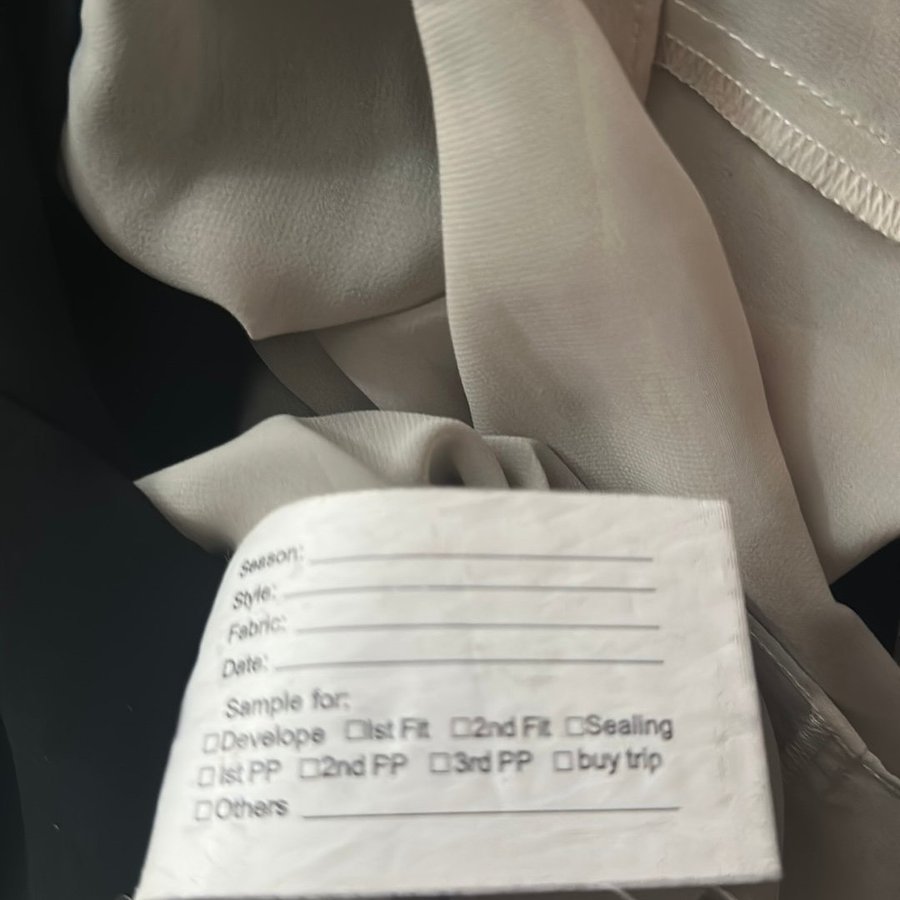 Season:
Style:
Fabric:
Date:
Sample for:
□Develope □Ist Fit □2nd Fit □Sealing
□Ist PP □2nd PP □3rd PP □buy trip
□Others